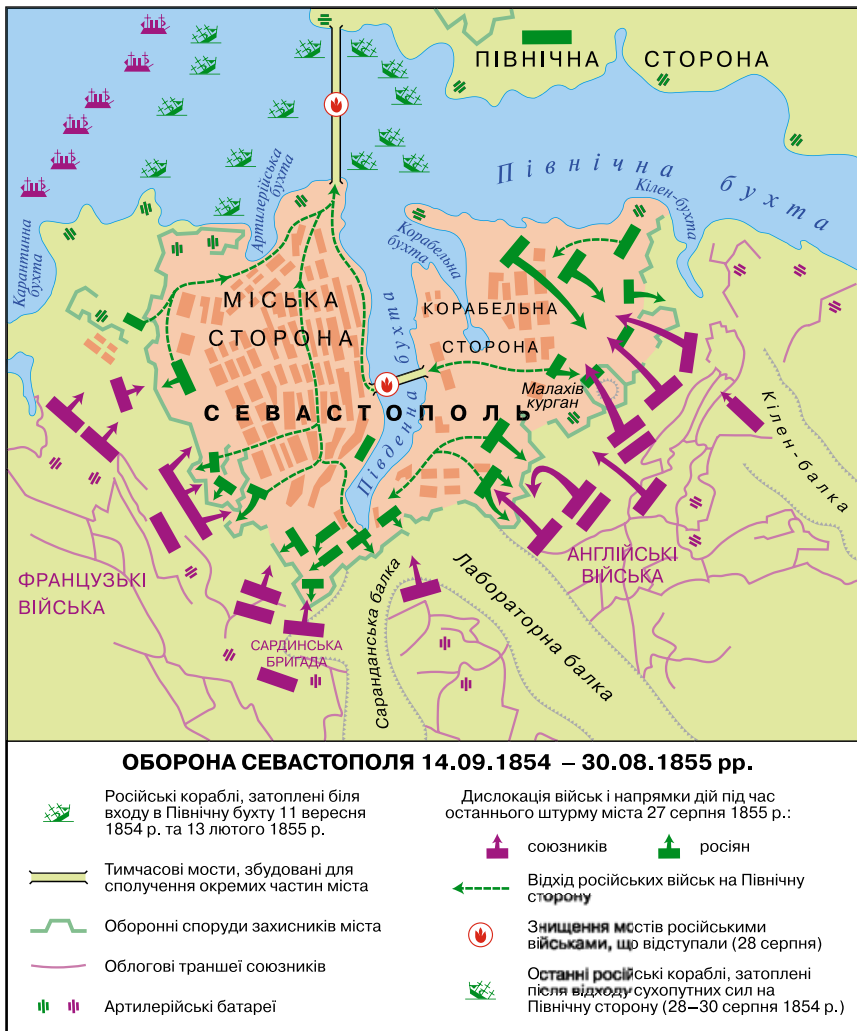 ПІВНІЧНА СТОРОНА
Північна бухта
Кілен-бухта
Артилерійська
бухта
Карантинна
бухта
Корабельна
бухта
МІСЬКА
СТОРОНА
КОРАБЕЛЬНА
СТОРОНА
Південна бухта
Малахів
курган
СЕВАСТОПОЛЬ
Кілен-балка
ФРАНЦУЗЬКІ
ВІЙСЬКА
АНГЛІЙСЬКІ
ВІЙСЬКА
САРДИНСЬКА
БРИГАДА
Саранданська балка
Лабораторна балка
ОБОРОНА СЕВАСТОПОЛЯ 14.09.1854 – 30.08.1855 рр.
Російські кораблі, затоплені біля
входу в Північну бухту 11 вересня
1854 р. та 13 лютого 1855 р.
Тимчасові мости, збудовані для
сполучення окремих частин міста
Оборонні споруди захисників міста
Облогові траншеї союзників
Артилерійські батареї
Дислокація військ і напрямки дій під час
останнього штурму міста 27 серпня 1855 р.:
союзників
росіян
Відхід російських військ на Північну
сторону
Знищення мостів російськими
військами, що відступали (28 серпня)
Останні російські кораблі, затоплені
після відходу сухопутних сил на
Північну сторону (28–30 серпня 1854 р.)